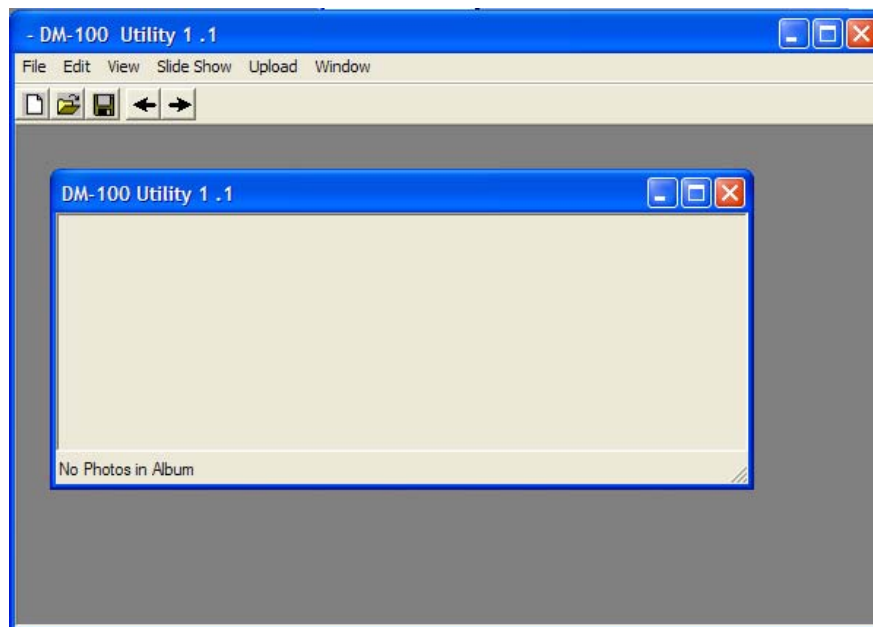 - DM-100 Utility 1 .1
File Edit View Slide Show Upload Window
DM-100 Utility 1 .1
No Photos in Album